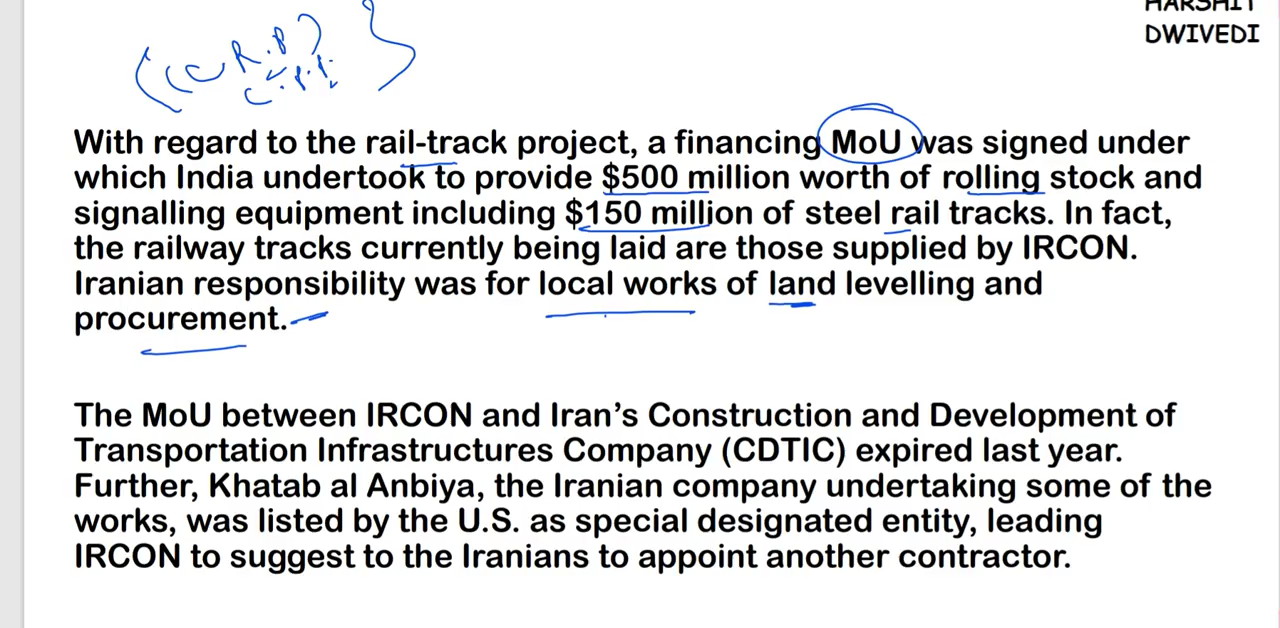 HARSHIT
DWIVEDI
With regard to the rail-track project, a financing MoU was signed under
which India undertook to provide $500 million worth of rolling stock and
signalling equipment including $150 million of steel rail tracks. In fact,
the railway tracks currently being laid are those supplied by IRCON.
Iranian responsibility was for local works of land levelling and
procurement.
The MoU between IRCON and Iran's Construction and Development of
Transportation Infrastructures Company (CDTIC) expired last year.
Further, Khatab al Anbiya, the Iranian company undertaking some of the
works, was listed by the U.S. as special designated entity, leading
IRCON to suggest to the Iranians to appoint another contractor.